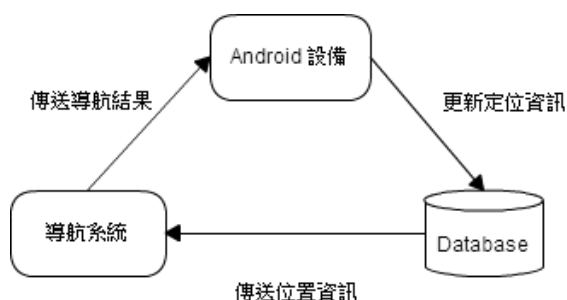 Android 設備
傳送導航結果
更新定位資訊
導航系統
Database
傳送位置資訊